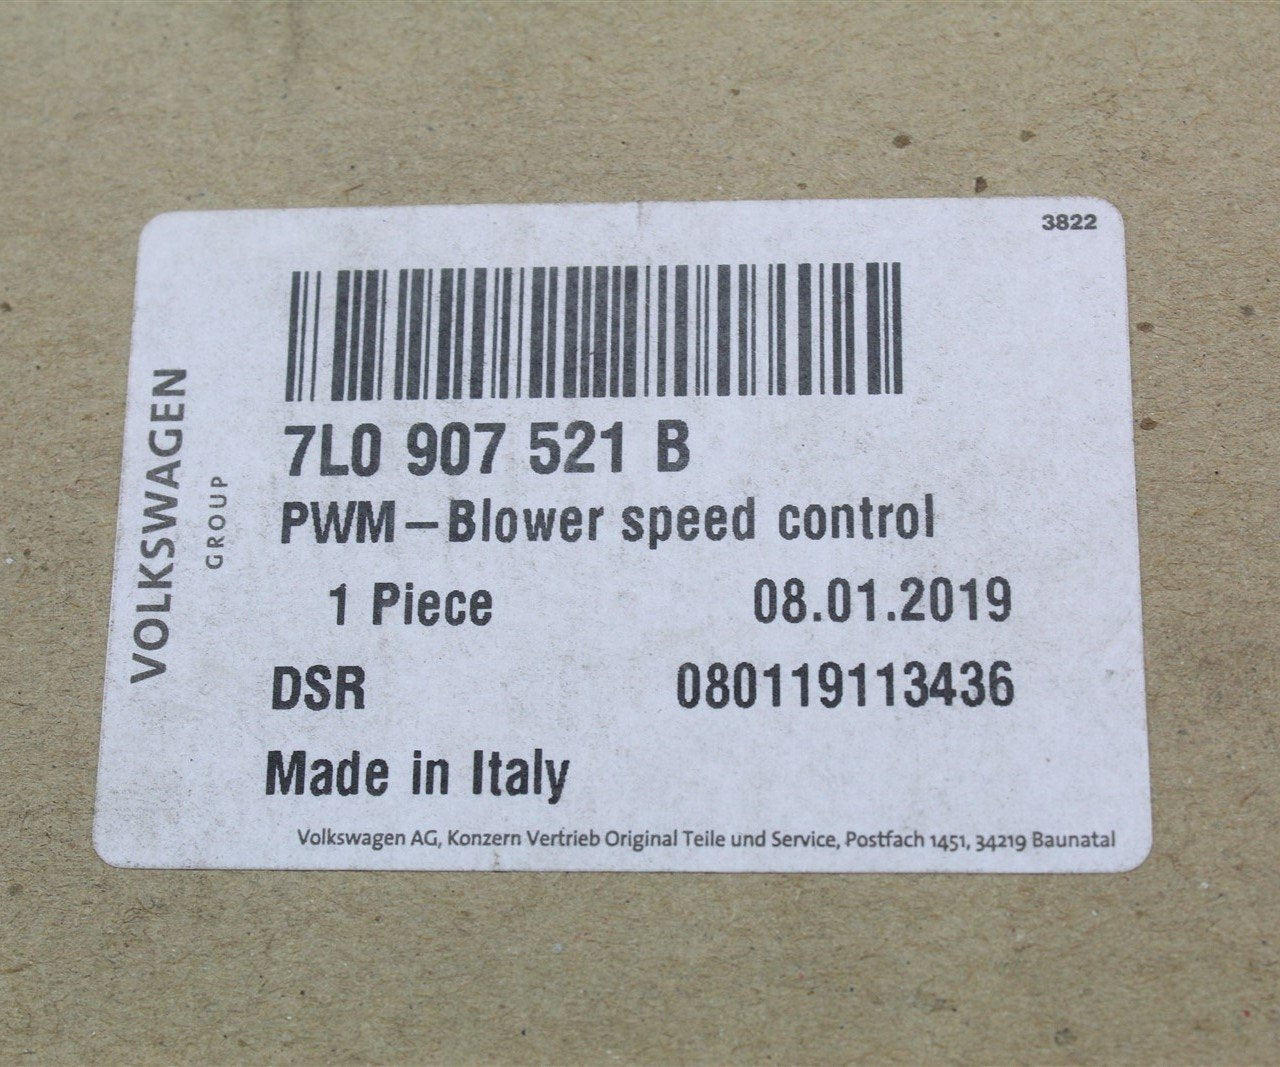 3822
VOLKSWAGEN
GROUP
7L0 907 521 B
PWM-Blower speed control
1 Piece 08.01.2019
DSR 080119113436
Made in Italy
Volkswagen AG, Konzern Vertrieb Original Teile und Service, Postfach 1451, 34219 Baunatal